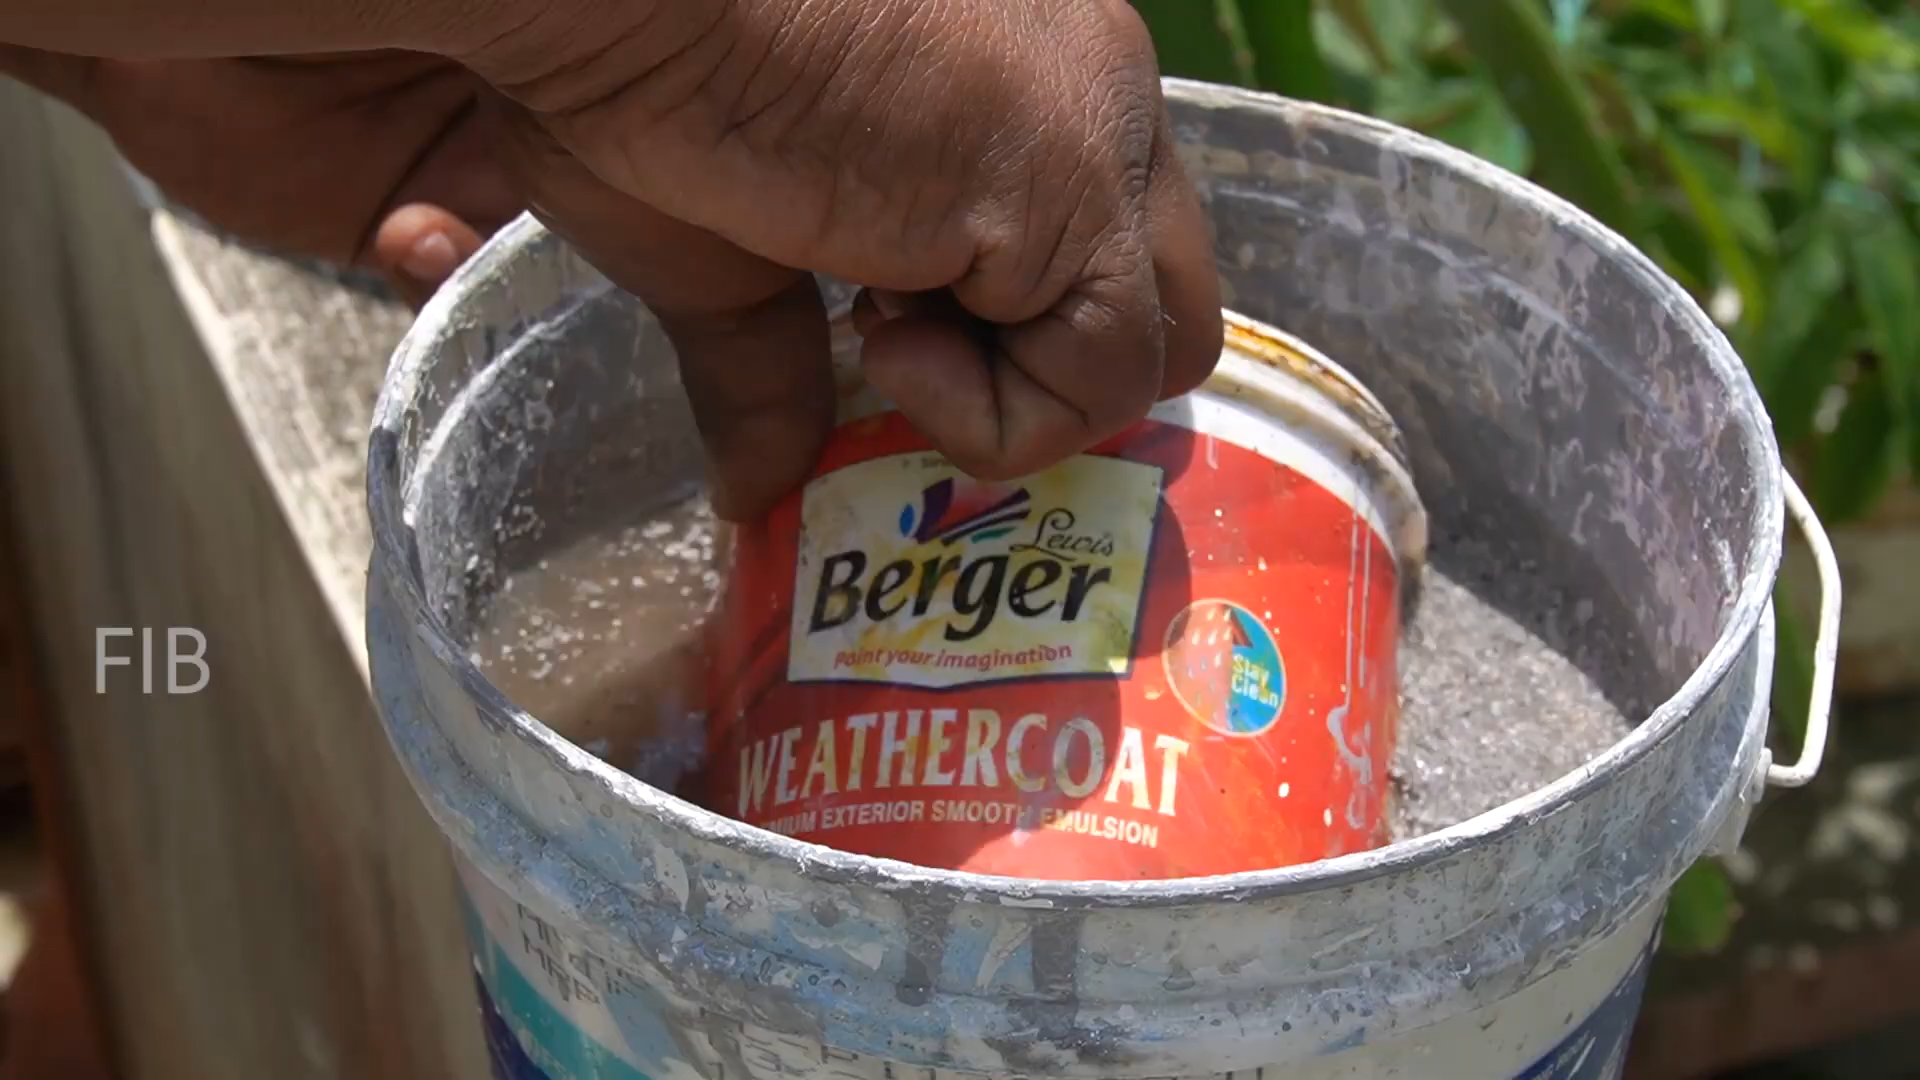 Lewis
Berger
Paint your imagination
Stay
Clean
WEATHERCOAT
EXTERIOR SMOOTH EMULSION
FIB